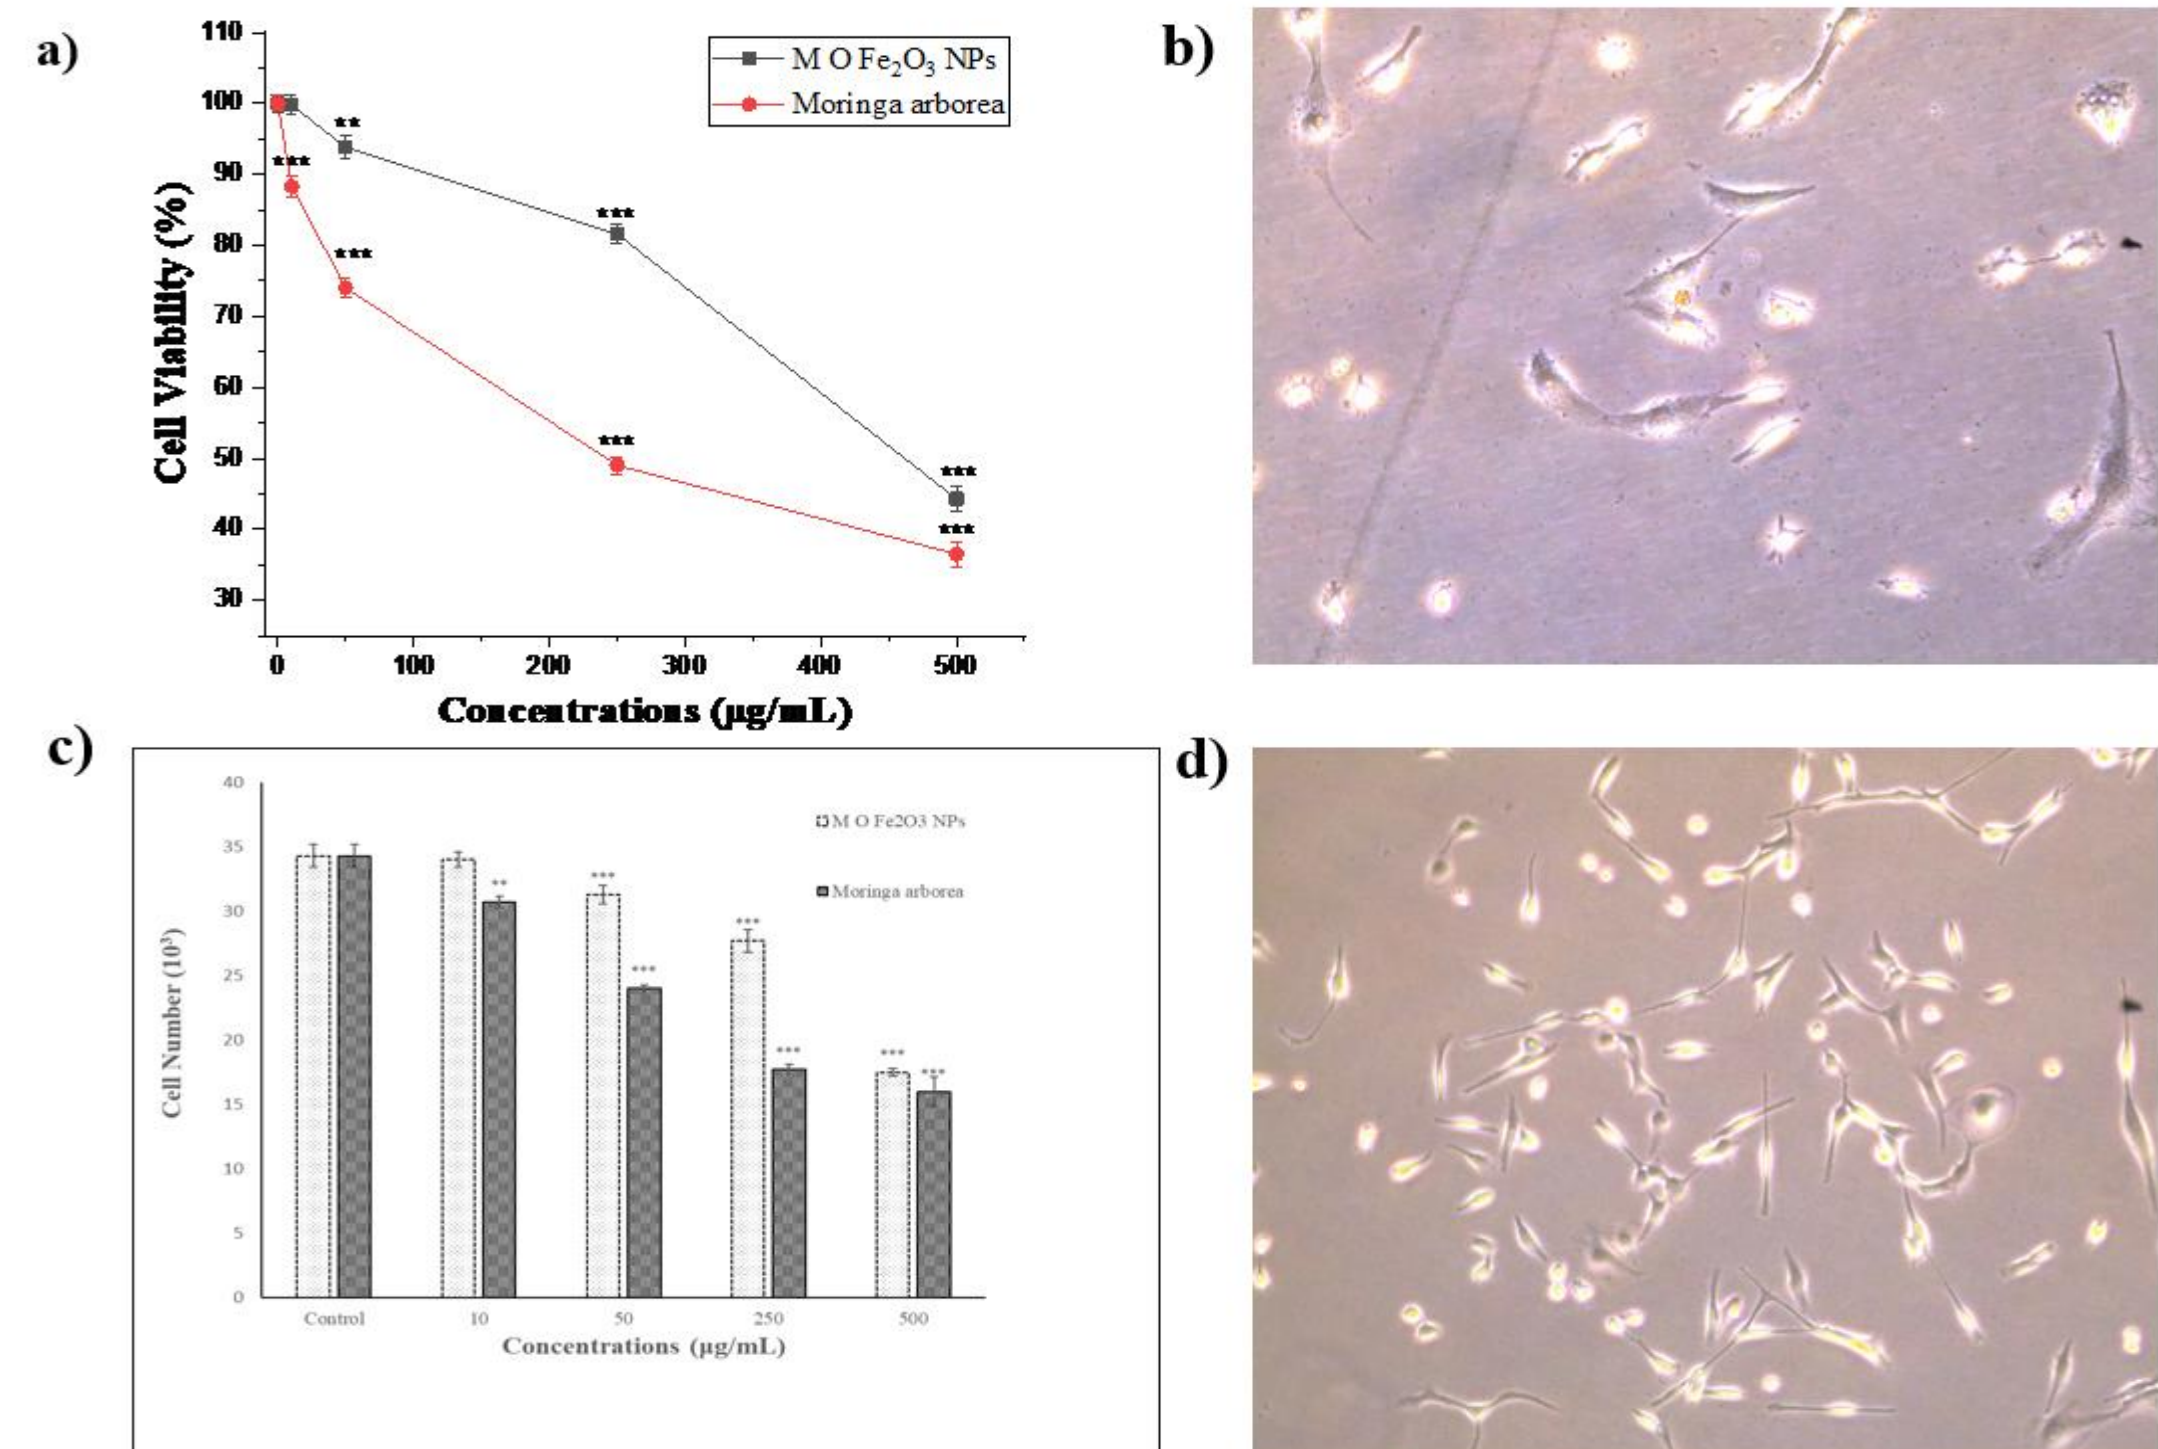 a)
110
100
90
80
70
60
50
40
30
Cell Viability (%)
M O Fe₂O₃ NPs
Moringa arborea
**
***
***
***
***
***
***
0 100 200 300 400 500
Concentrations (μg/mL)
b)
c)
40
35
30
25
20
15
10
5
0
Cell Number (10³)
M O Fe2O3 NPs
Moringa arborea
**
***
***
***
***
***
***
Control 10 50 250 500
Concentrations (μg/mL)
d)